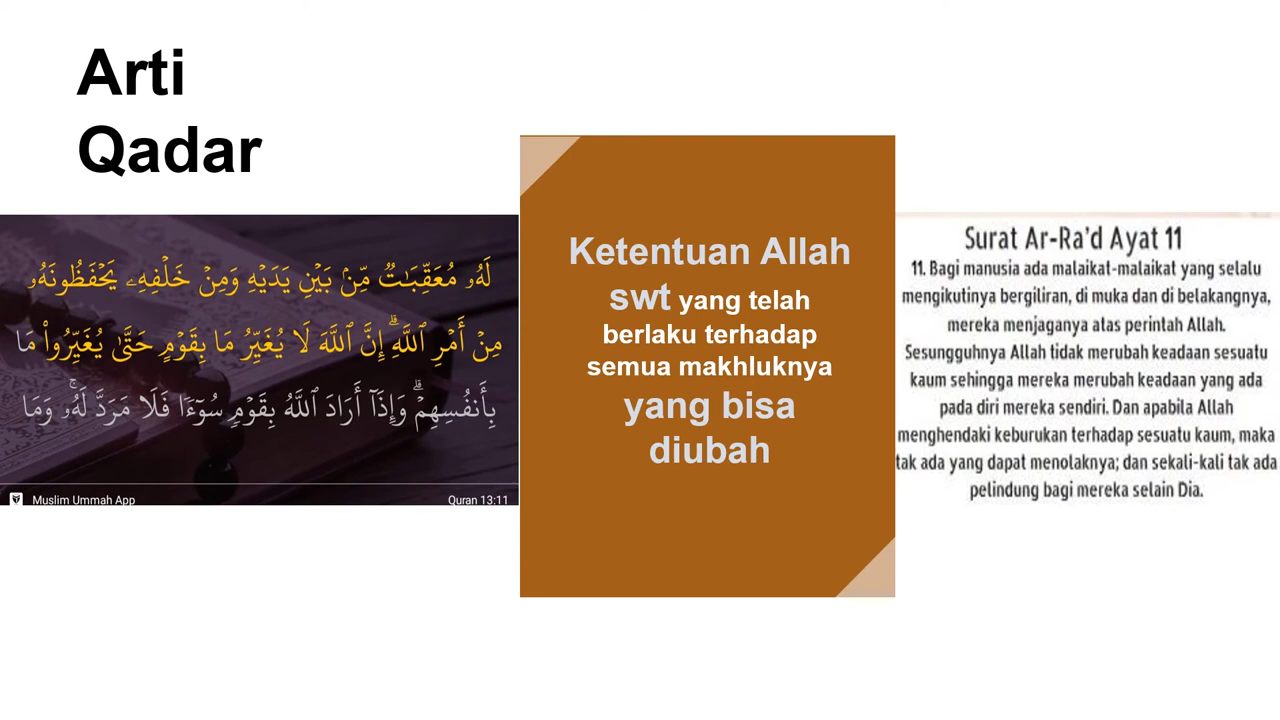 Arti
Qadar
لَهُۥ مُعَقِّبَـٰتٌ مِّنۢ بَيْنِ يَدَيْهِ وَمِنْ خَلْفِهِۦ يَحْفَظُونَهُۥ
مِنْ أَمْرِ ٱللَّهِ ۗ إِنَّ ٱللَّهَ لَا يُغَيِّرُ مَا بِقَوْمٍ حَتَّىٰ يُغَيِّرُوا۟ مَا
بِأَنفُسِهِمْ ۗ وَإِذَآ أَرَادَ ٱللَّهُ بِقَوْمٍ سُوٓءًا فَلَا مَرَدَّ لَهُۥ ۚ وَمَا
Muslim Ummah App
Quran 13:11
Ketentuan Allah
swt yang telah
berlaku terhadap
semua makhluknya
yang bisa
diubah
Surat Ar-Ra'd Ayat 11
11. Bagi manusia ada malaikat-malaikat yang selalu
mengikutinya bergiliran, di muka dan di belakangnya,
mereka menjaganya atas perintah Allah.
Sesungguhnya Allah tidak merubah keadaan sesuatu
kaum sehingga mereka merubah keadaan yang ada
pada diri mereka sendiri. Dan apabila Allah
menghendaki keburukan terhadap sesuatu kaum, maka
tak ada yang dapat menolaknya; dan sekali-kali tak ada
pelindung bagi mereka selain Dia.